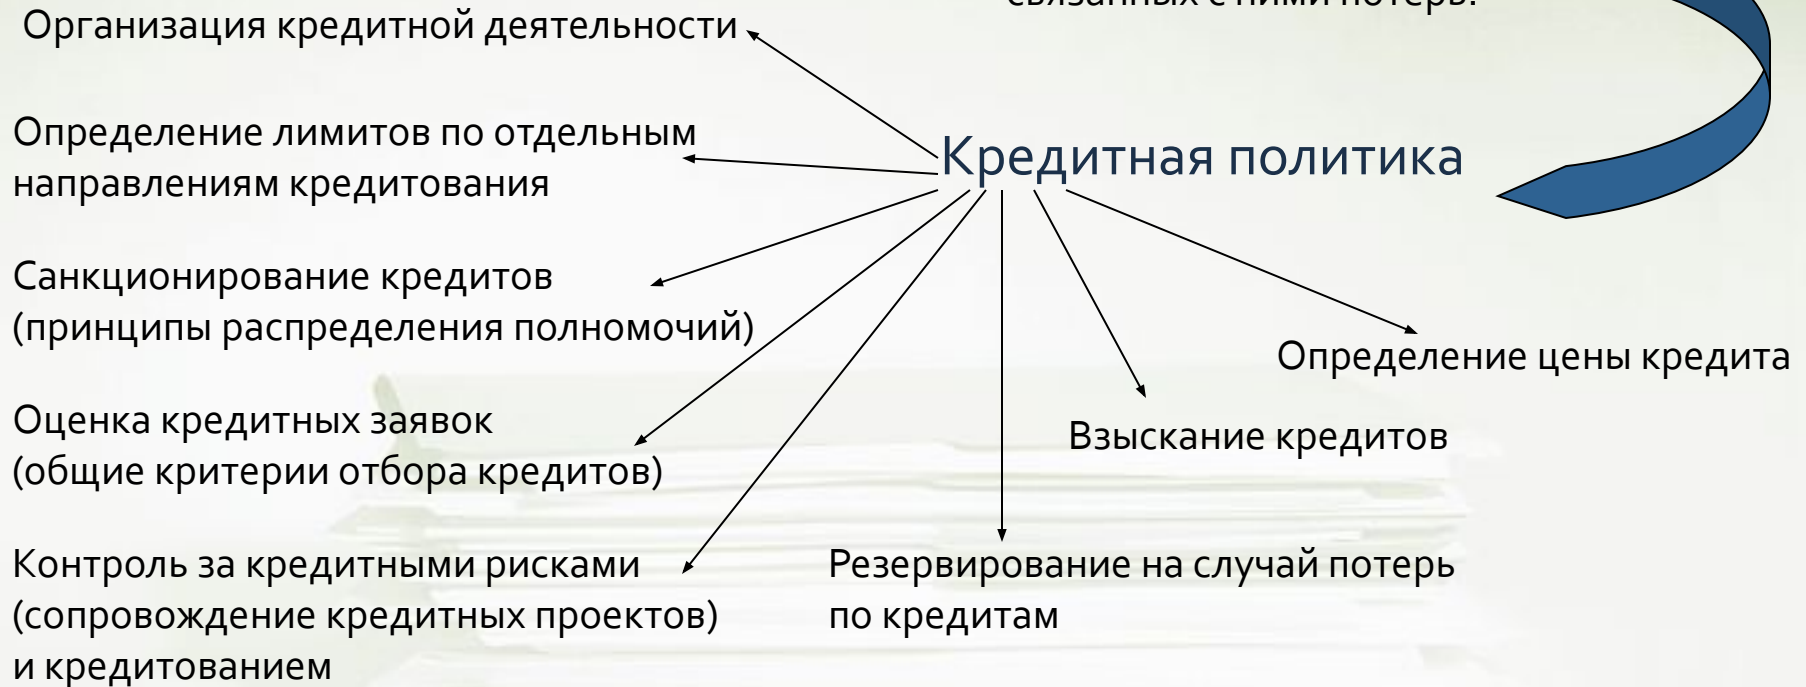 связанных с ними потерь.
Организация кредитной деятельности
Определение лимитов по отдельным
направлениям кредитования
Кредитная политика
Санкционирование кредитов
(принципы распределения полномочий)
Определение цены кредита
Оценка кредитных заявок
(общие критерии отбора кредитов)
Взыскание кредитов
Контроль за кредитными рисками
(сопровождение кредитных проектов)
и кредитованием
Резервирование на случай потерь
по кредитам